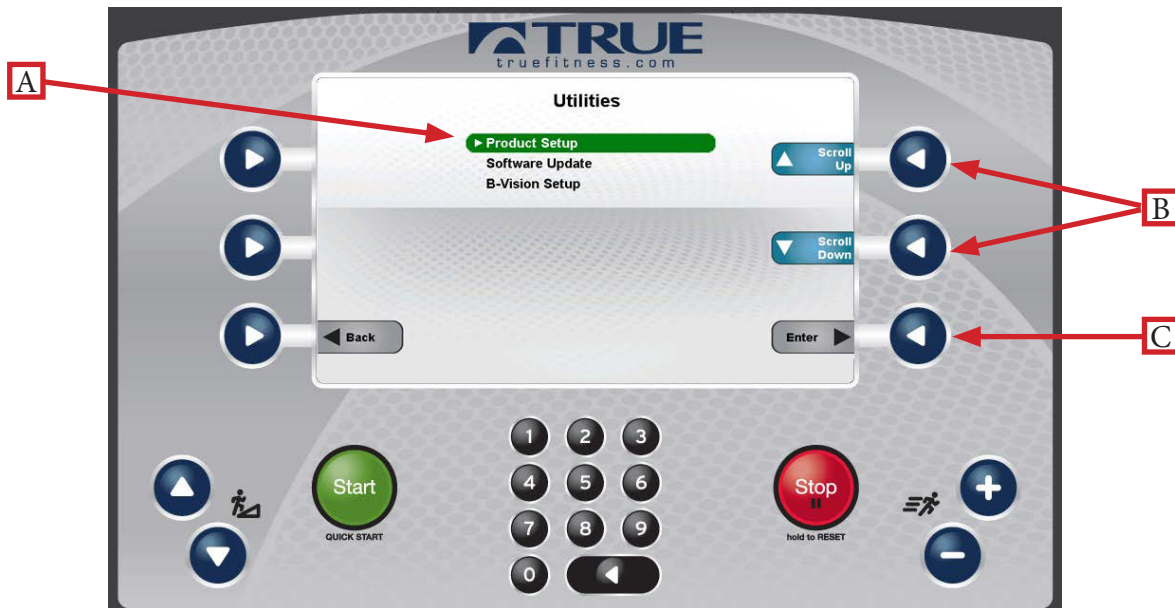 TRUE
truefitness.com
A
Utilities
Product Setup
Software Update
B-Vision Setup
Scroll
Up
B
Scroll
Down
Back
Enter
C
1 2 3
4 5 6
7 8 9
0
Start
QUICK START
Stop
hold to RESET